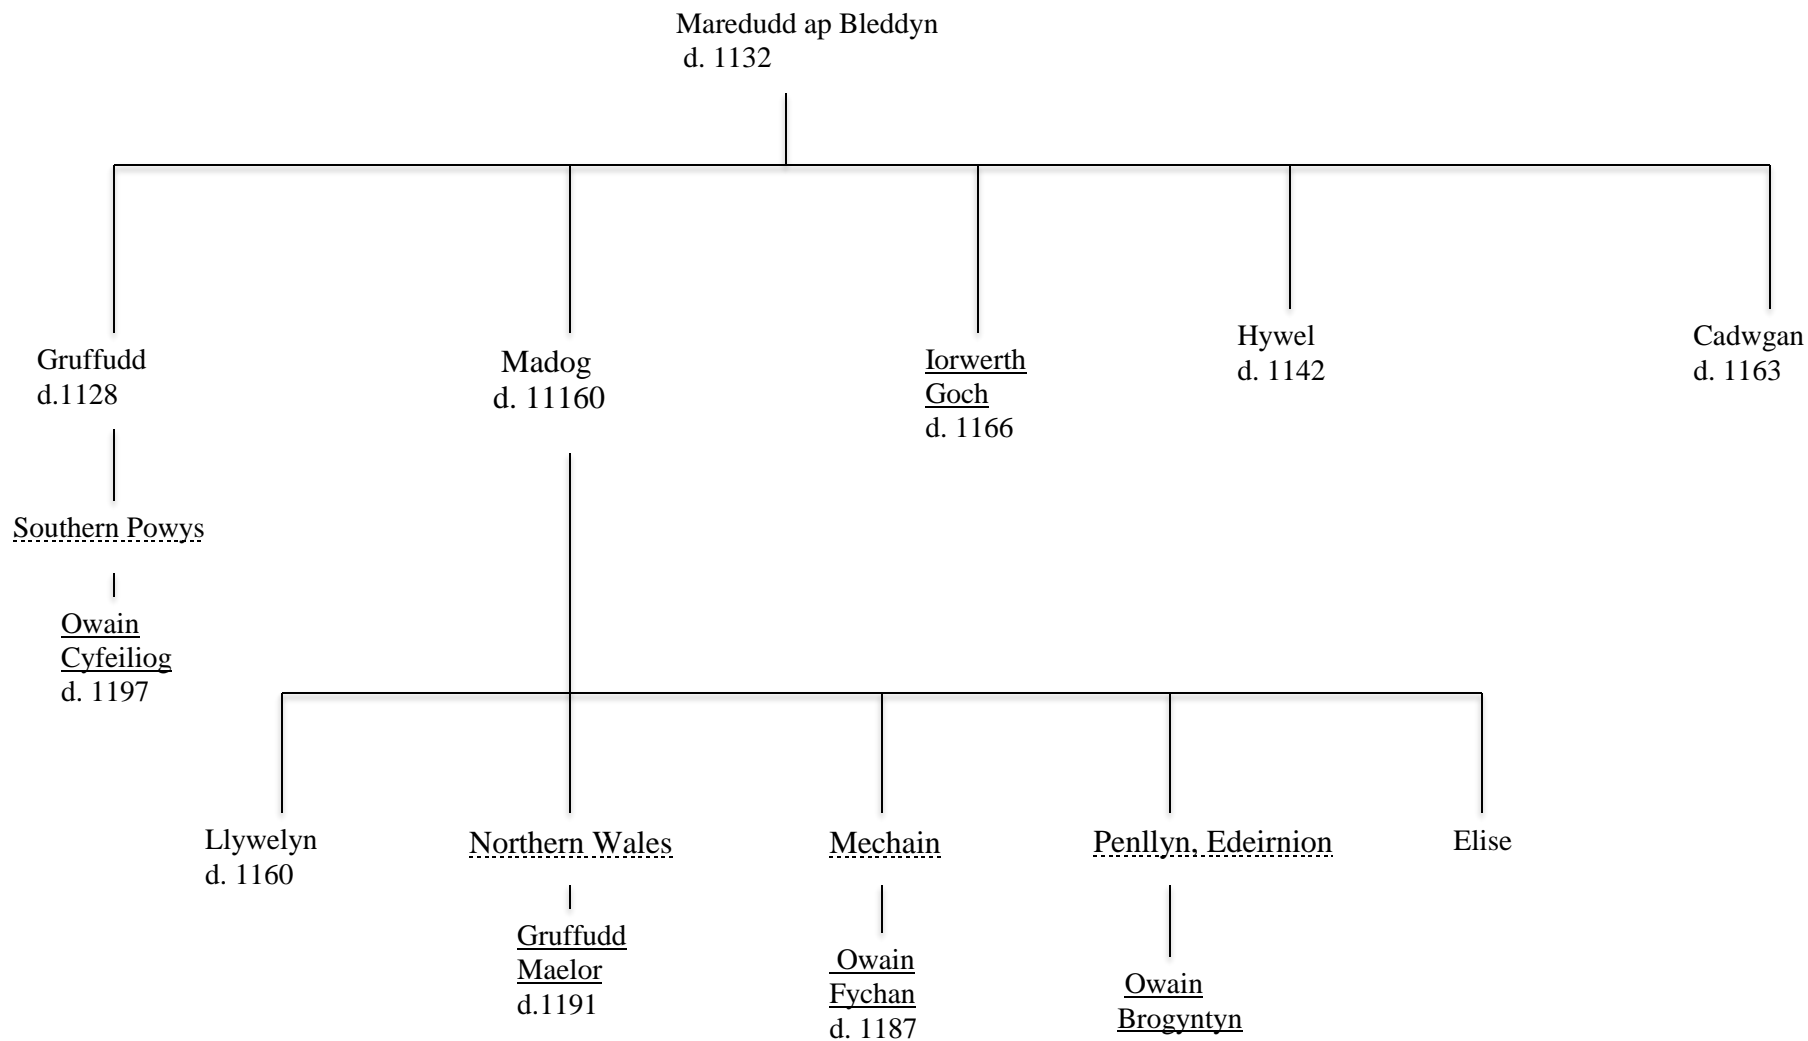 Maredudd ap Bleddyn
d. 1132
Gruffudd
d.1128
Madog
d. 11160
Iorwerth
Goch
d. 1166
Hywel
d. 1142
Cadwgan
d. 1163
Southern Powys
Owain
Cyfeiliog
d. 1197
Llywelyn
d. 1160
Northern Wales
Gruffudd
Maelor
d.1191
Mechain
Owain
Fychan
d. 1187
Penllyn, Edeirnion
Owain
Brogyntyn
Elise